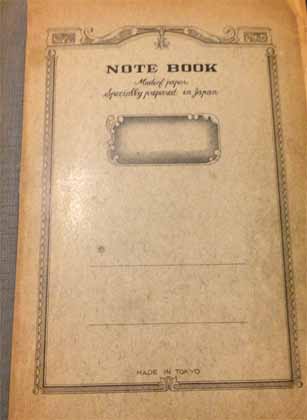 NOTE BOOK
Made of paper
Specially prepared in Japan
MADE IN TOKYO